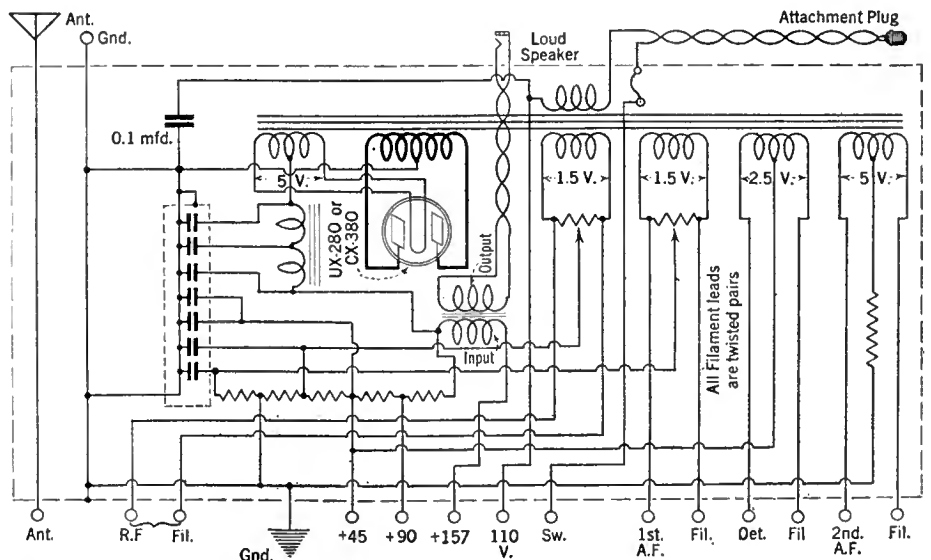 Ant.
Gnd.
Loud
Speaker
Attachment Plug
0.1 mfd.
5 V.
1.5 V.
1.5 V.
2.5 V.
5 V.
UX-280 or
CX-380
Output
Input
All Filament leads
are twisted pairs
Ant.
R.F
Fil.
Gnd.
+45
+90
+157
110
V.
Sw.
1st.
A.F.
Fil.
Det.
Fil
2nd.
A.F.
Fil.